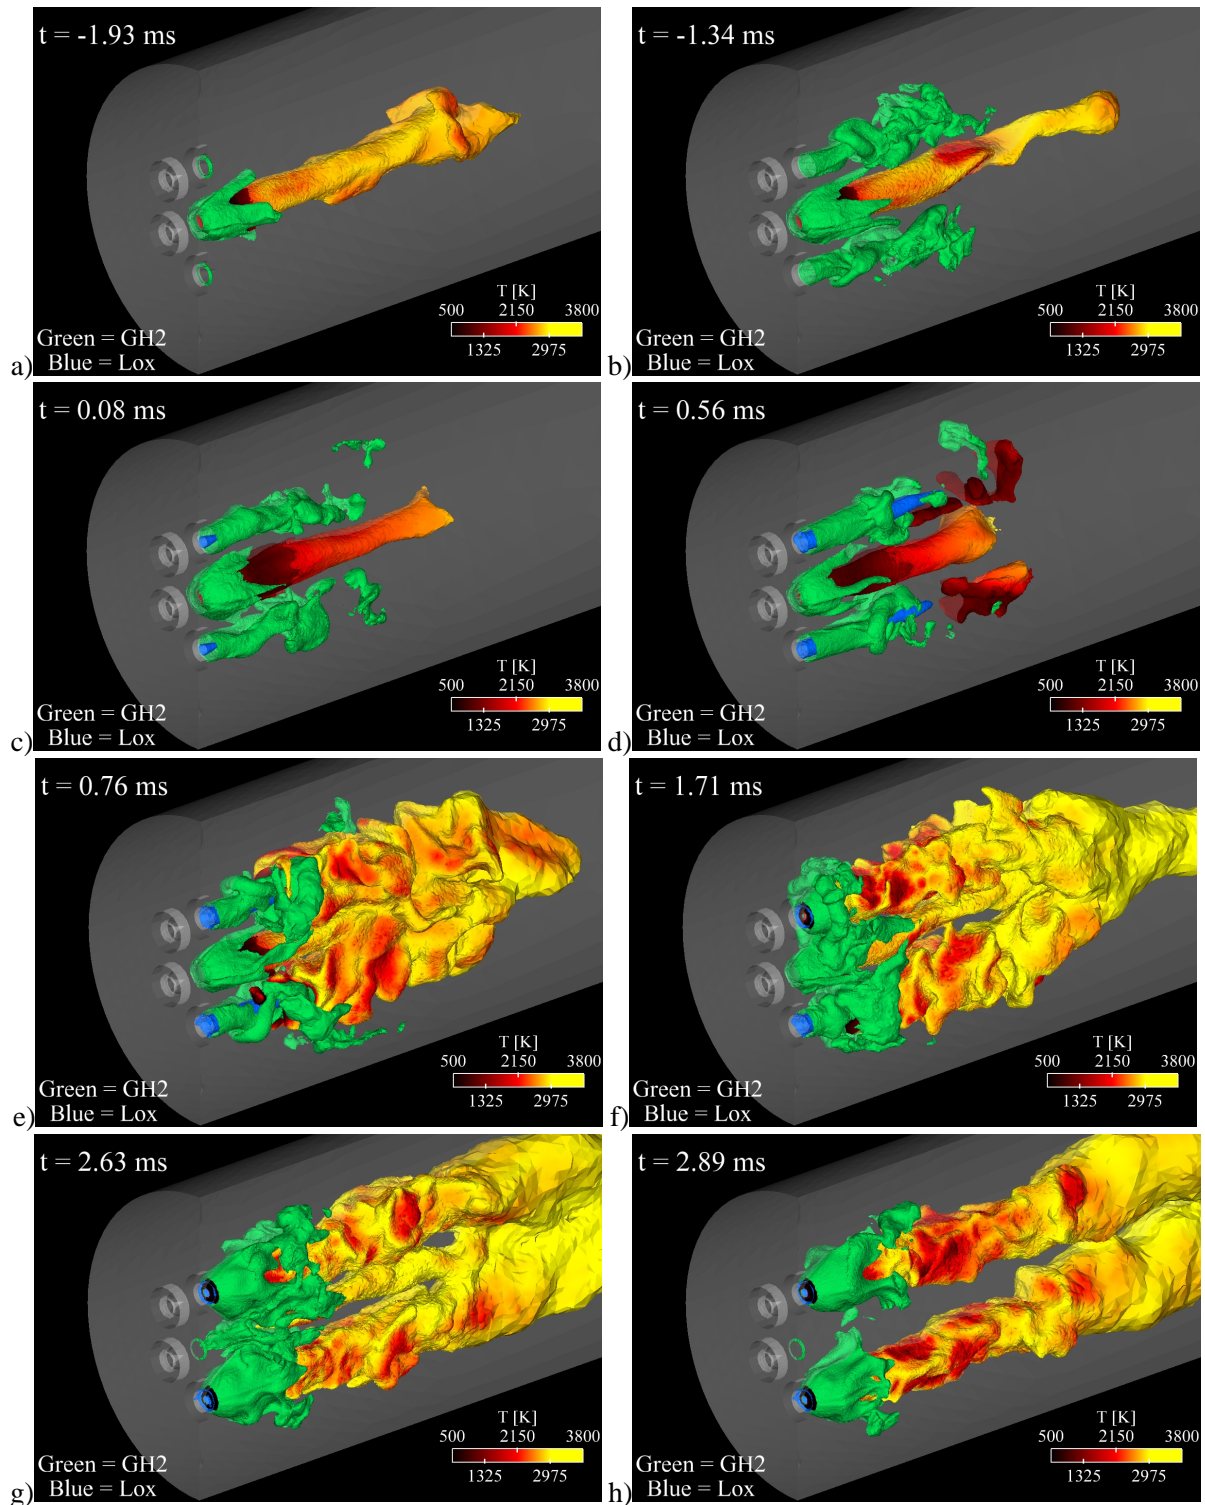 t = -1.93 ms
T [K]
500 2150 3800
1325 2975
Green = GH2
Blue = Lox
a)
t = -1.34 ms
T [K]
500 2150 3800
1325 2975
Green = GH2
Blue = Lox
b)
t = 0.08 ms
T [K]
500 2150 3800
1325 2975
Green = GH2
Blue = Lox
c)
t = 0.56 ms
T [K]
500 2150 3800
1325 2975
Green = GH2
Blue = Lox
d)
t = 0.76 ms
T [K]
500 2150 3800
1325 2975
Green = GH2
Blue = Lox
e)
t = 1.71 ms
T [K]
500 2150 3800
1325 2975
Green = GH2
Blue = Lox
f)
t = 2.63 ms
T [K]
500 2150 3800
1325 2975
Green = GH2
Blue = Lox
g)
t = 2.89 ms
T [K]
500 2150 3800
1325 2975
Green = GH2
Blue = Lox
h)